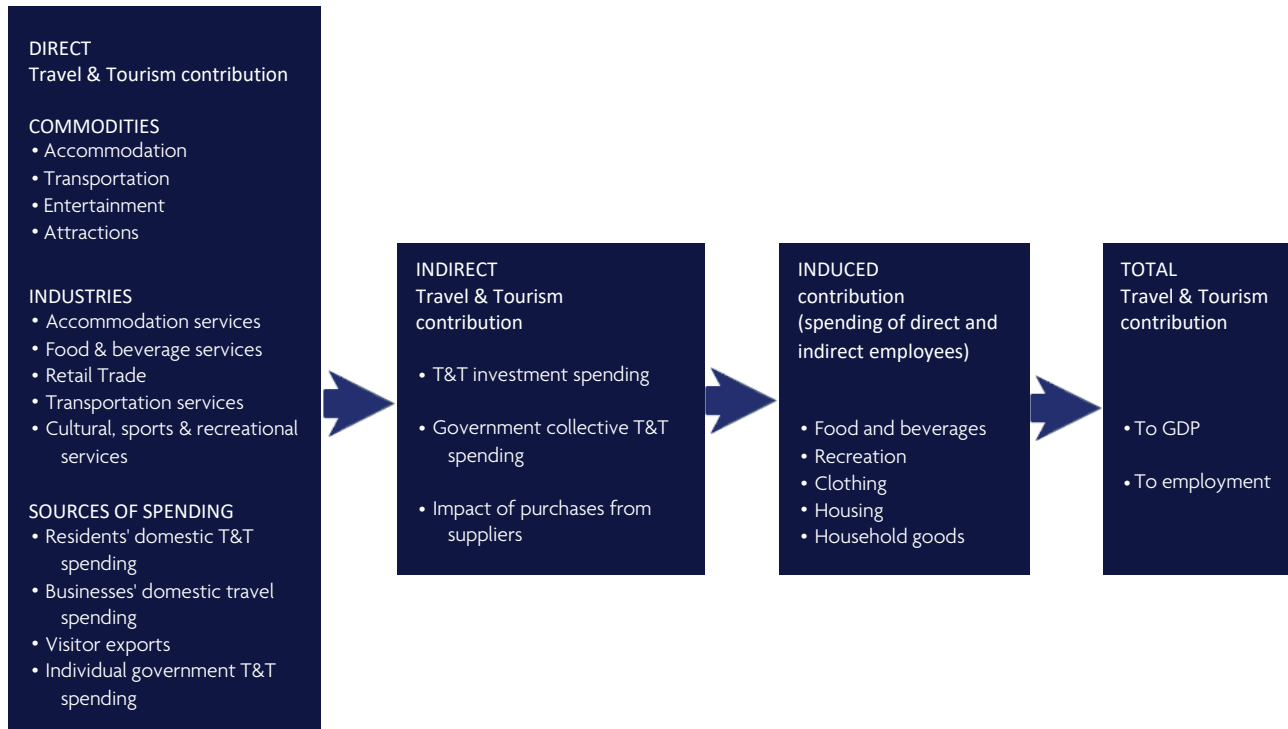 DIRECT
Travel & Tourism contribution
COMMODITIES
• Accommodation
• Transportation
• Entertainment
• Attractions
INDUSTRIES
• Accommodation services
• Food & beverage services
• Retail Trade
• Transportation services
• Cultural, sports & recreational
services
SOURCES OF SPENDING
• Residents' domestic T&T
spending
• Businesses' domestic travel
spending
• Visitor exports
• Individual government T&T
spending
INDIRECT
Travel & Tourism
contribution
• T&T investment spending
• Government collective T&T
spending
• Impact of purchases from
suppliers
INDUCED
contribution
(spending of direct and
indirect employees)
• Food and beverages
• Recreation
• Clothing
• Housing
• Household goods
TOTAL
Travel & Tourism
contribution
• To GDP
• To employment